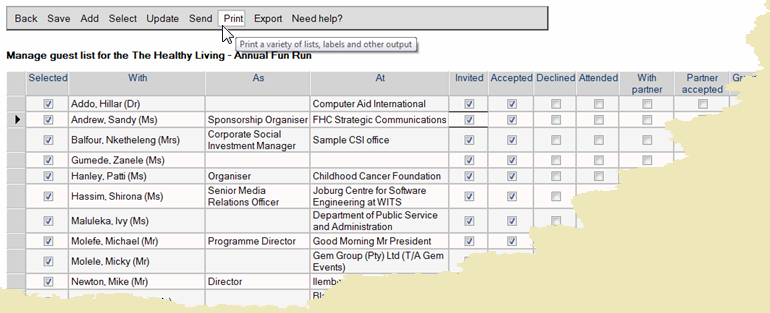 Back Save Add Select Update Send Print Export Need help?
Print a variety of lists, labels and other output
Manage guest list for the The Healthy Living - Annual Fun Run
Selected With As At Invited Accepted Declined Attended With partner Partner accepted
Addo, Hillar (Dr) Computer Aid International
Andrew, Sandy (Ms) Sponsorship Organiser FHC Strategic Communications
Balfour, Nketheleng (Mrs) Corporate Social Investment Manager Sample CSI office
Gumede, Zanele (Ms)
Hanley, Patti (Ms) Organiser Childhood Cancer Foundation
Hassim, Shirona (Ms) Senior Media Relations Officer Joburg Centre for Software Engineering at WITS
Maluleka, Ivy (Ms) Department of Public Service and Administration
Molefe, Michael (Mr) Programme Director Good Morning Mr President
Molele, Micky (Mr) Gem Group (Pty) Ltd (T/A Gem Events)
Newton, Mike (Mr) Director